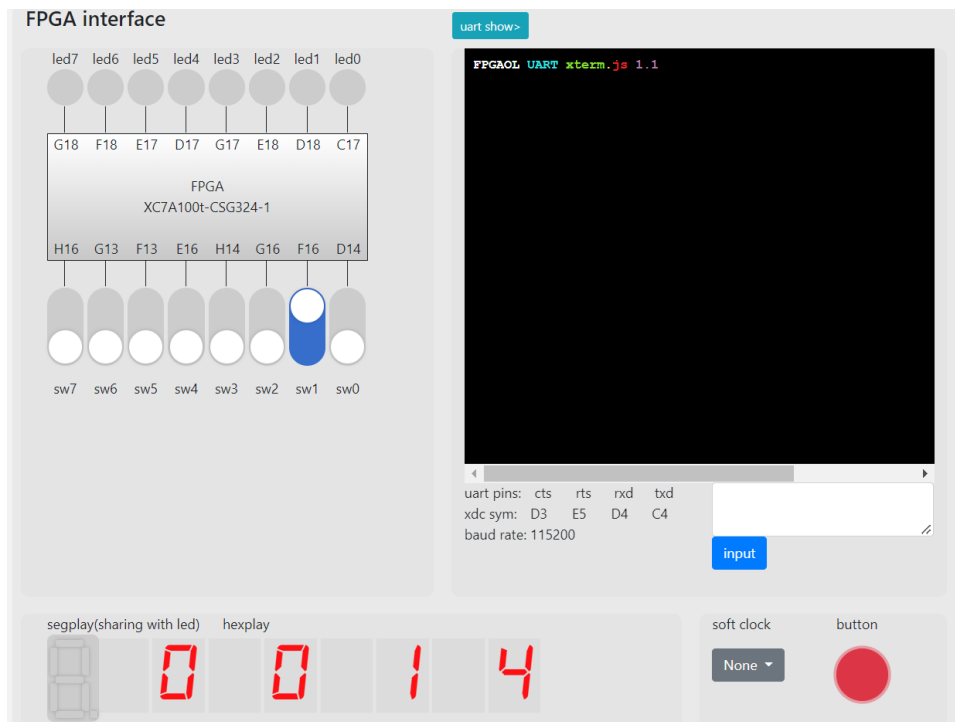 FPGA interface
uart show>
led7 led6 led5 led4 led3 led2 led1 led0
G18 F18 E17 D17 G17 E18 D18 C17
FPGA
XC7A100t-CSG324-1
H16 G13 F13 E16 H14 G16 F16 D14
sw7 sw6 sw5 sw4 sw3 sw2 sw1 sw0
FPGAOL UART xterm.js 1.1
uart pins: cts rts rxd txd
xdc sym: D3 E5 D4 C4
baud rate: 115200
input
segplay(sharing with led) hexplay
0 0 1 4
soft clock button
None